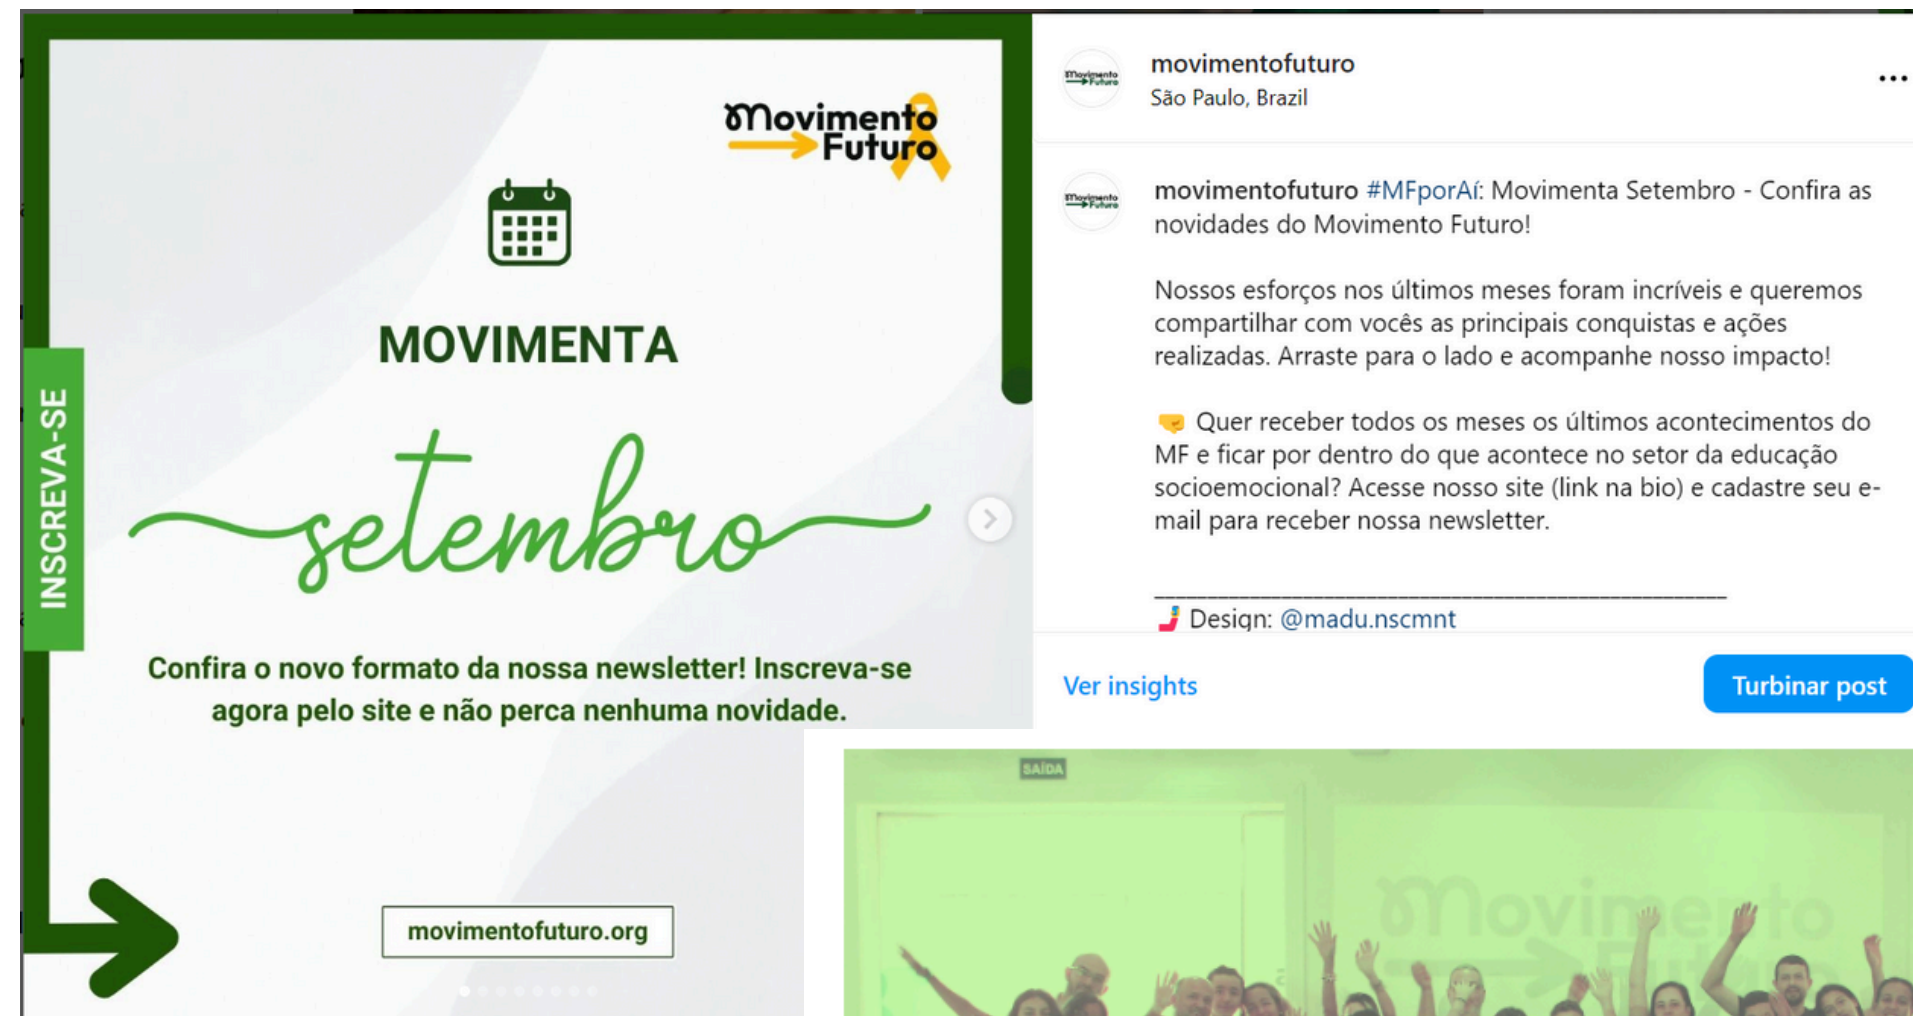 Movimento
Futuro
MOVIMENTA
setembro
INSCREVA-SE
Confira o novo formato da nossa newsletter! Inscreva-se
agora pelo site e não perca nenhuma novidade.
movimentofuturo.org
Movimento
Futuro
movimentofuturo
São Paulo, Brazil
Movimento
Futuro
movimentofuturo #MFporAí: Movimenta Setembro - Confira as
novidades do Movimento Futuro!
Nossos esforços nos últimos meses foram incríveis e queremos
compartilhar com vocês as principais conquistas e ações
realizadas. Arraste para o lado e acompanhe nosso impacto!
🤜 Quer receber todos os meses os últimos acontecimentos do
MF e ficar por dentro do que acontece no setor da educação
socioemocional? Acesse nosso site (link na bio) e cadastre seu e-
mail para receber nossa newsletter.
🤳 Design: @madu.nscmnt
Ver insights
Turbinar post
SAÍDA
Movimento
Futuro